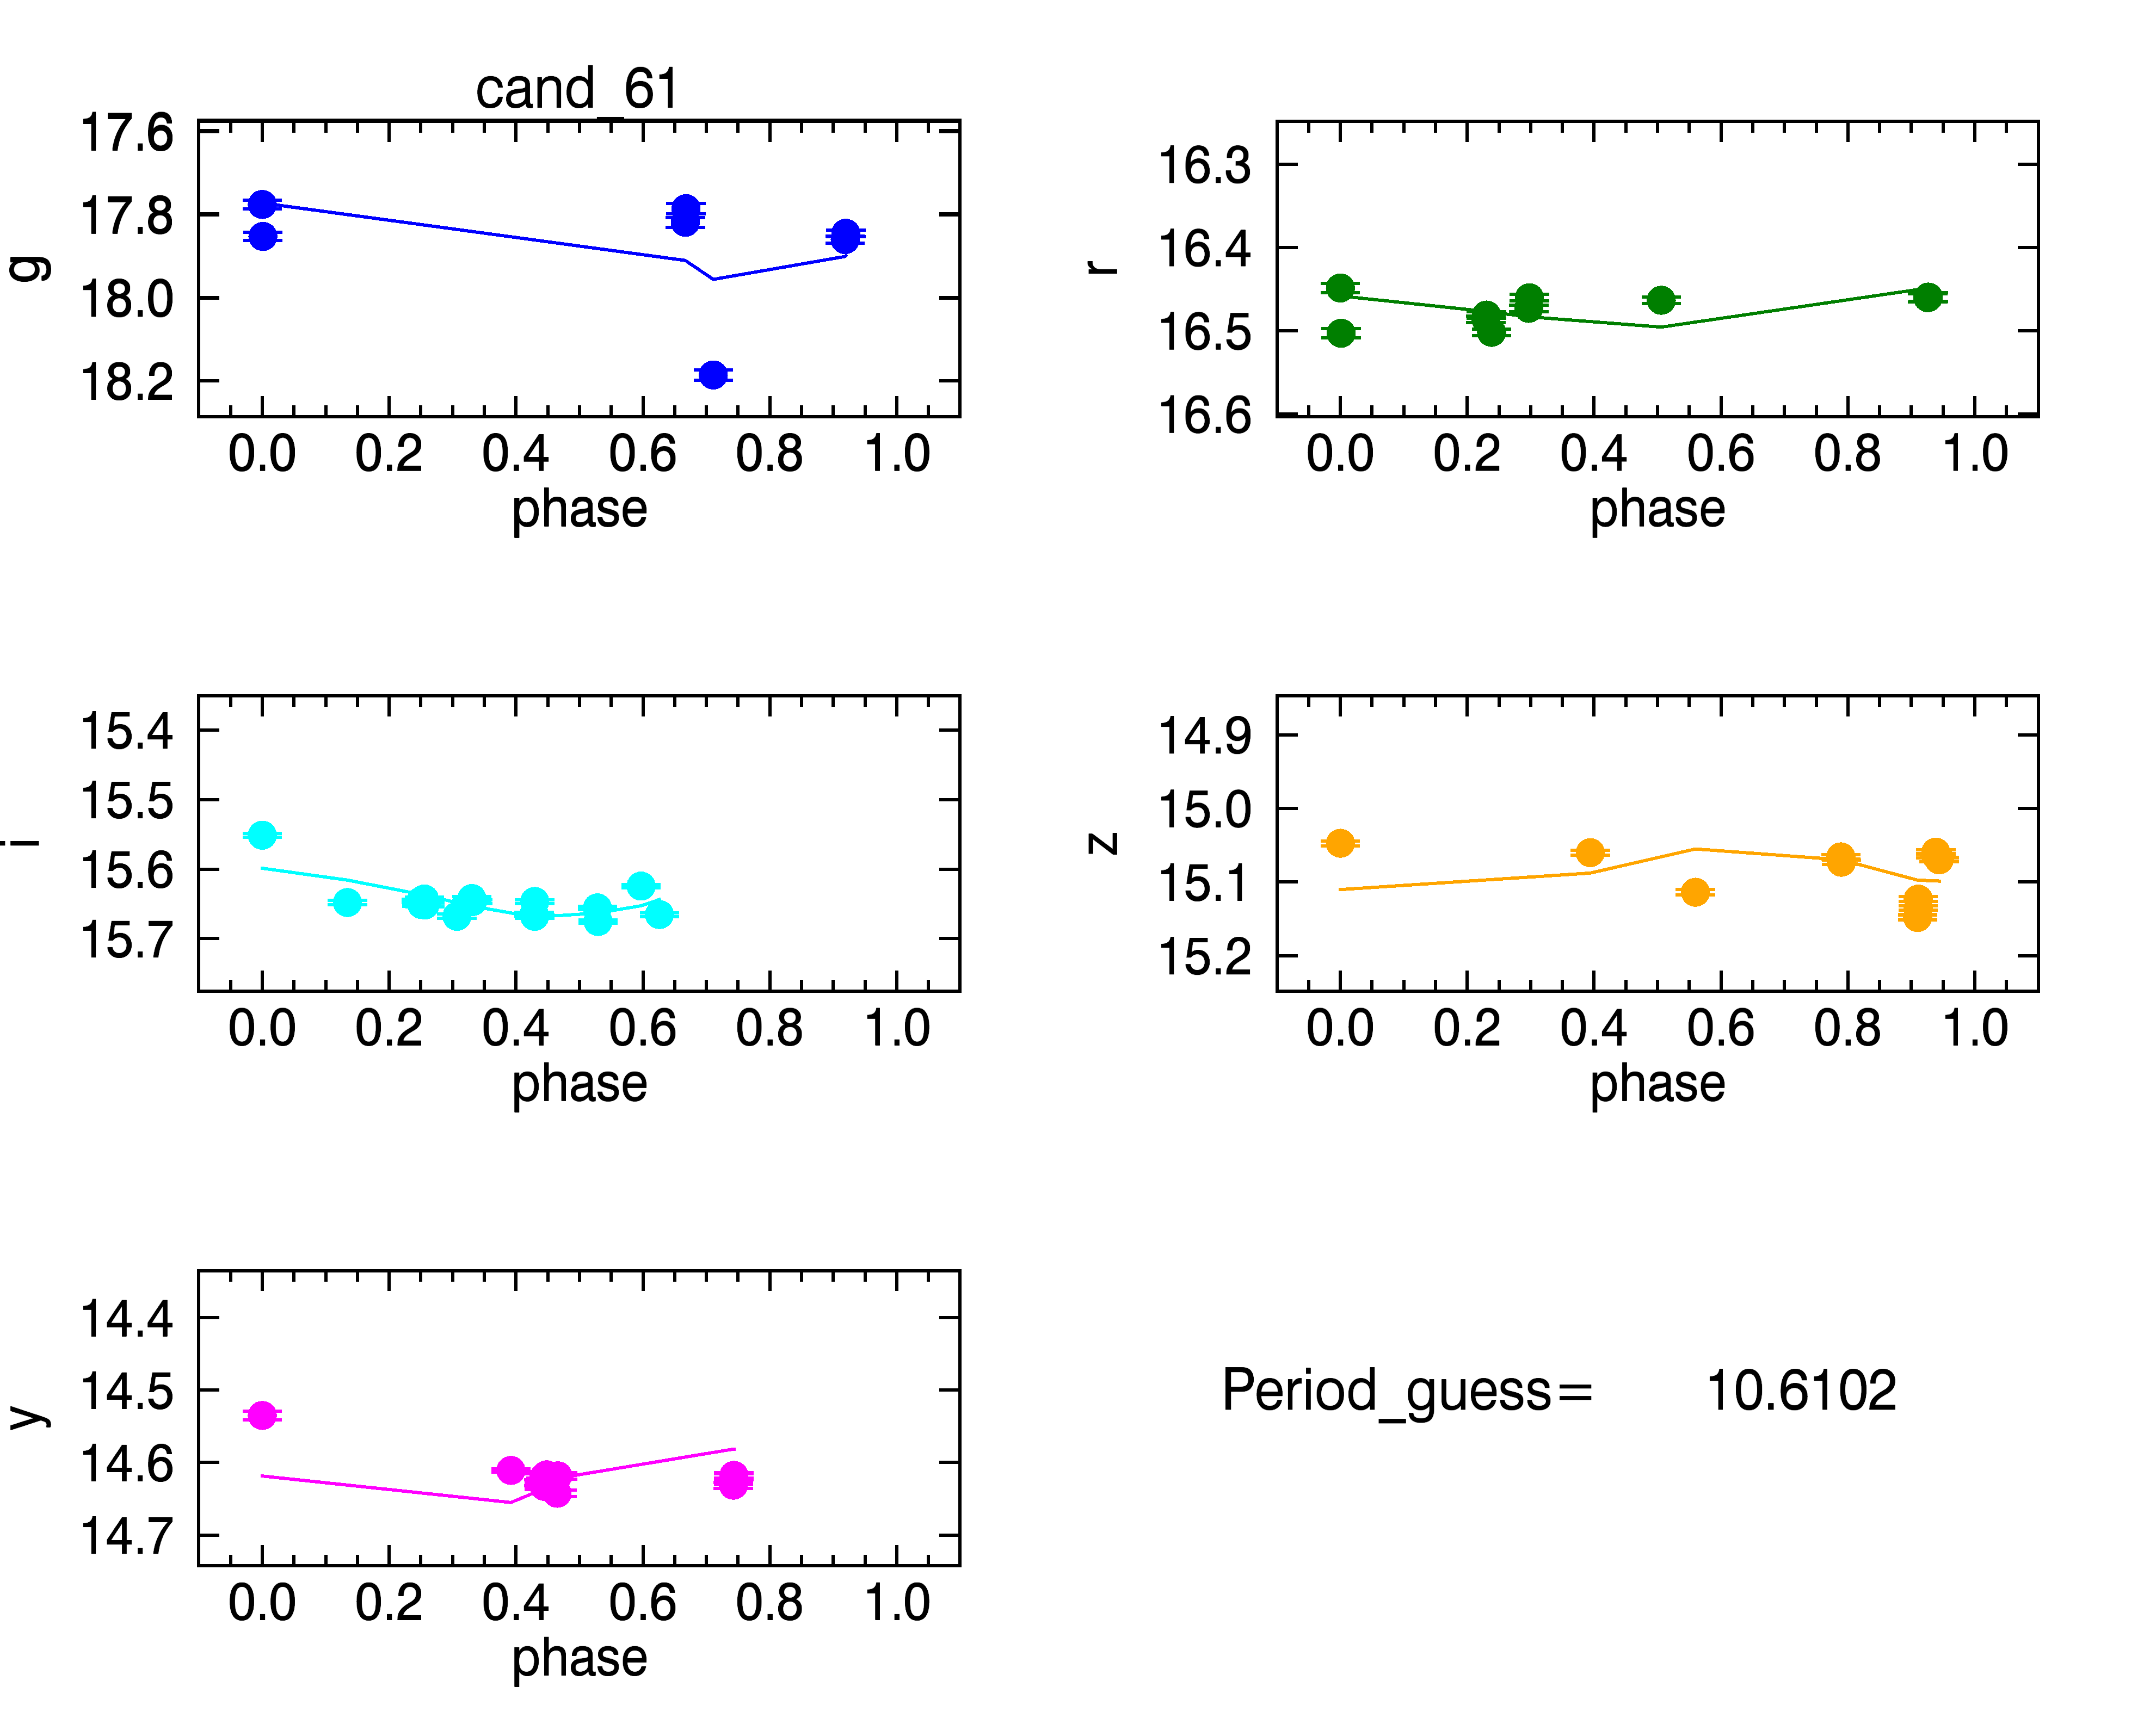 cand_61
17.6
17.8
18.0
18.2
g
0.0 0.2 0.4 0.6 0.8 1.0
phase
16.3
16.4
16.5
16.6
r
0.0 0.2 0.4 0.6 0.8 1.0
phase
15.4
15.5
15.6
15.7
i
0.0 0.2 0.4 0.6 0.8 1.0
phase
14.9
15.0
15.1
15.2
z
0.0 0.2 0.4 0.6 0.8 1.0
phase
14.4
14.5
14.6
14.7
y
0.0 0.2 0.4 0.6 0.8 1.0
phase
Period_guess= 10.6102